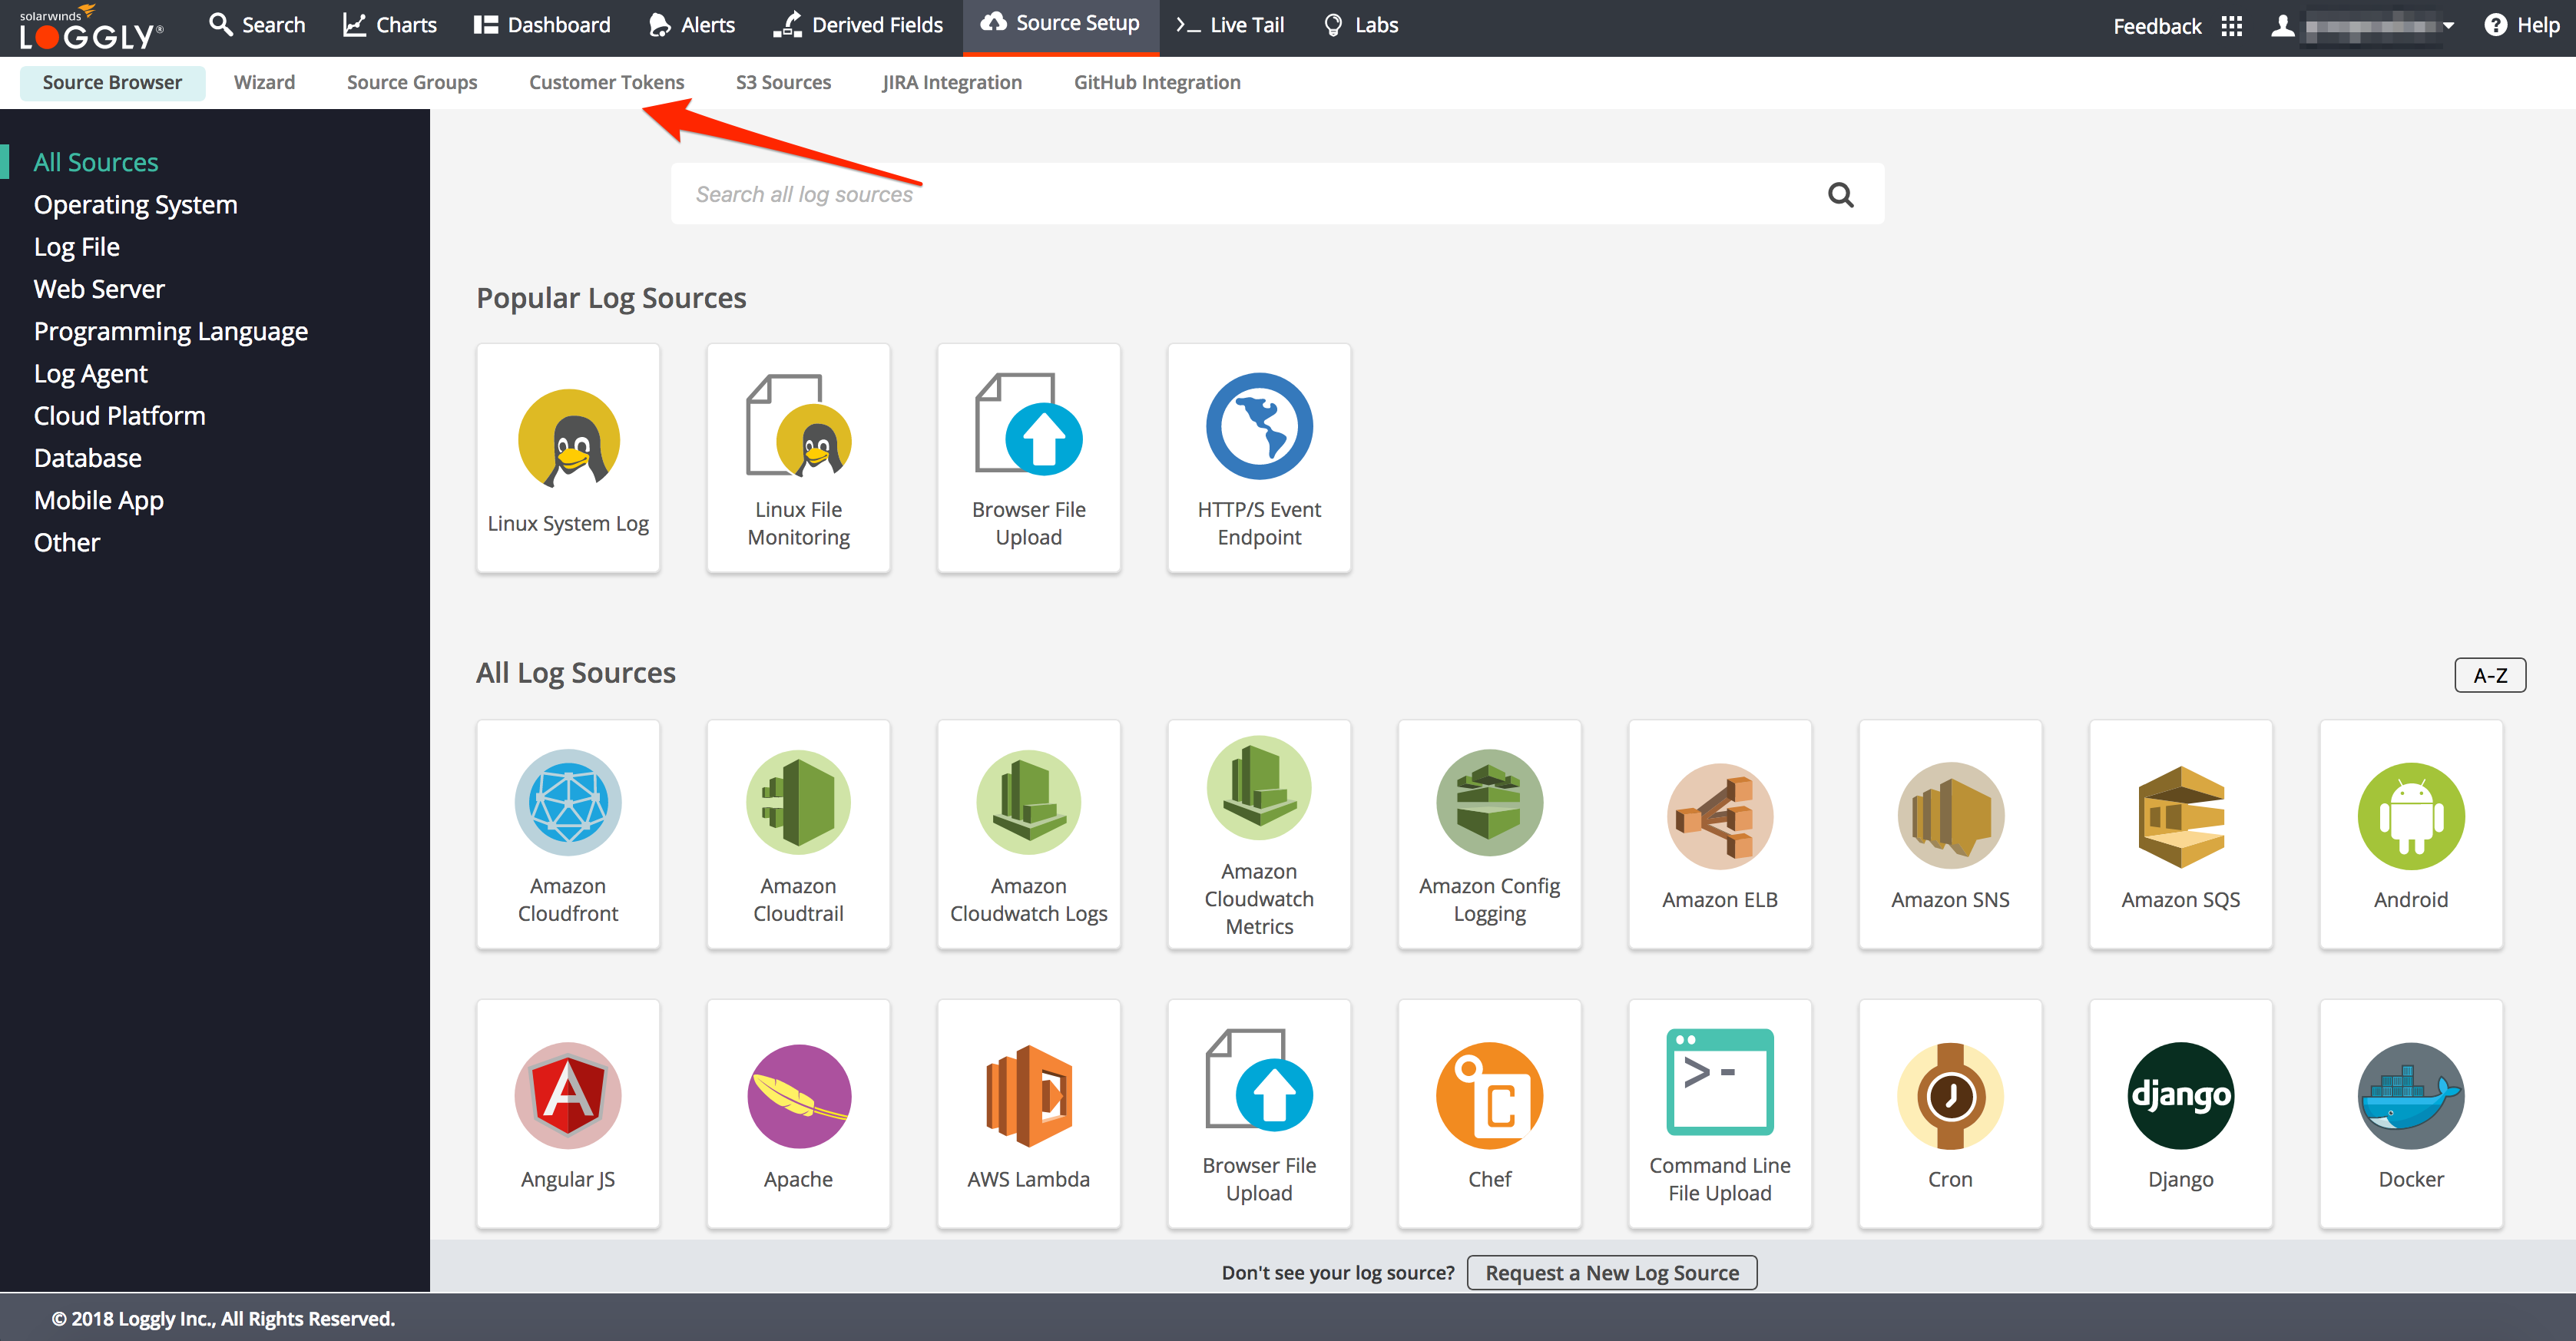 solarwinds
LOGGLY®
Search
Charts
Dashboard
Alerts
Derived Fields
Source Setup
Live Tail
Labs
Feedback
Help
Source Browser
Wizard
Source Groups
Customer Tokens
S3 Sources
JIRA Integration
GitHub Integration
All Sources
Operating System
Log File
Web Server
Programming Language
Log Agent
Cloud Platform
Database
Mobile App
Other
Search all log sources
Popular Log Sources
Linux System Log
Linux File
Monitoring
Browser File
Upload
HTTP/S Event
Endpoint
All Log Sources
A-Z
Amazon
Cloudfront
Amazon
Cloudtrail
Amazon
Cloudwatch Logs
Amazon
Cloudwatch
Metrics
Amazon Config
Logging
Amazon ELB
Amazon SNS
Amazon SQS
Android
Angular JS
Apache
AWS Lambda
Browser File
Upload
C
Chef
>-
Command Line
File Upload
Cron
django
Django
Docker
Don't see your log source?
Request a New Log Source
© 2018 Loggly Inc., All Rights Reserved.